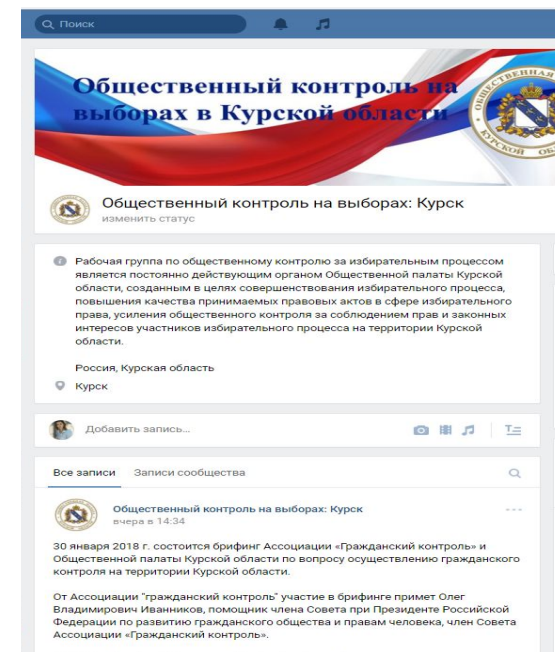 Поиск
Общественный контроль на
выборах в Курской области
Общественный контроль на выборах: Курск
изменить статус
Рабочая группа по общественному контролю за избирательным процессом
является постоянно действующим органом Общественной палаты Курской
области, созданным в целях совершенствования избирательного процесса,
повышения качества принимаемых правовых актов в сфере избирательного
права, усиления общественного контроля за соблюдением прав и законных
интересов участников избирательного процесса на территории Курской
области.
Россия, Курская область
Курск
Добавить запись...
Все записи Записи сообщества
Общественный контроль на выборах: Курск
вчера в 14:34
30 января 2018 г. состоится брифинг Ассоциации «Гражданский контроль» и
Общественной палаты Курской области по вопросу осуществлению гражданского
контроля на территории Курской области.
От Ассоциации "гражданский контроль" участие в брифинге примет Олег
Владимирович Иванников, помощник члена Совета при Президенте Российской
Федерации по развитию гражданского общества и правам человека, член Совета
Ассоциации «Гражданский контроль».